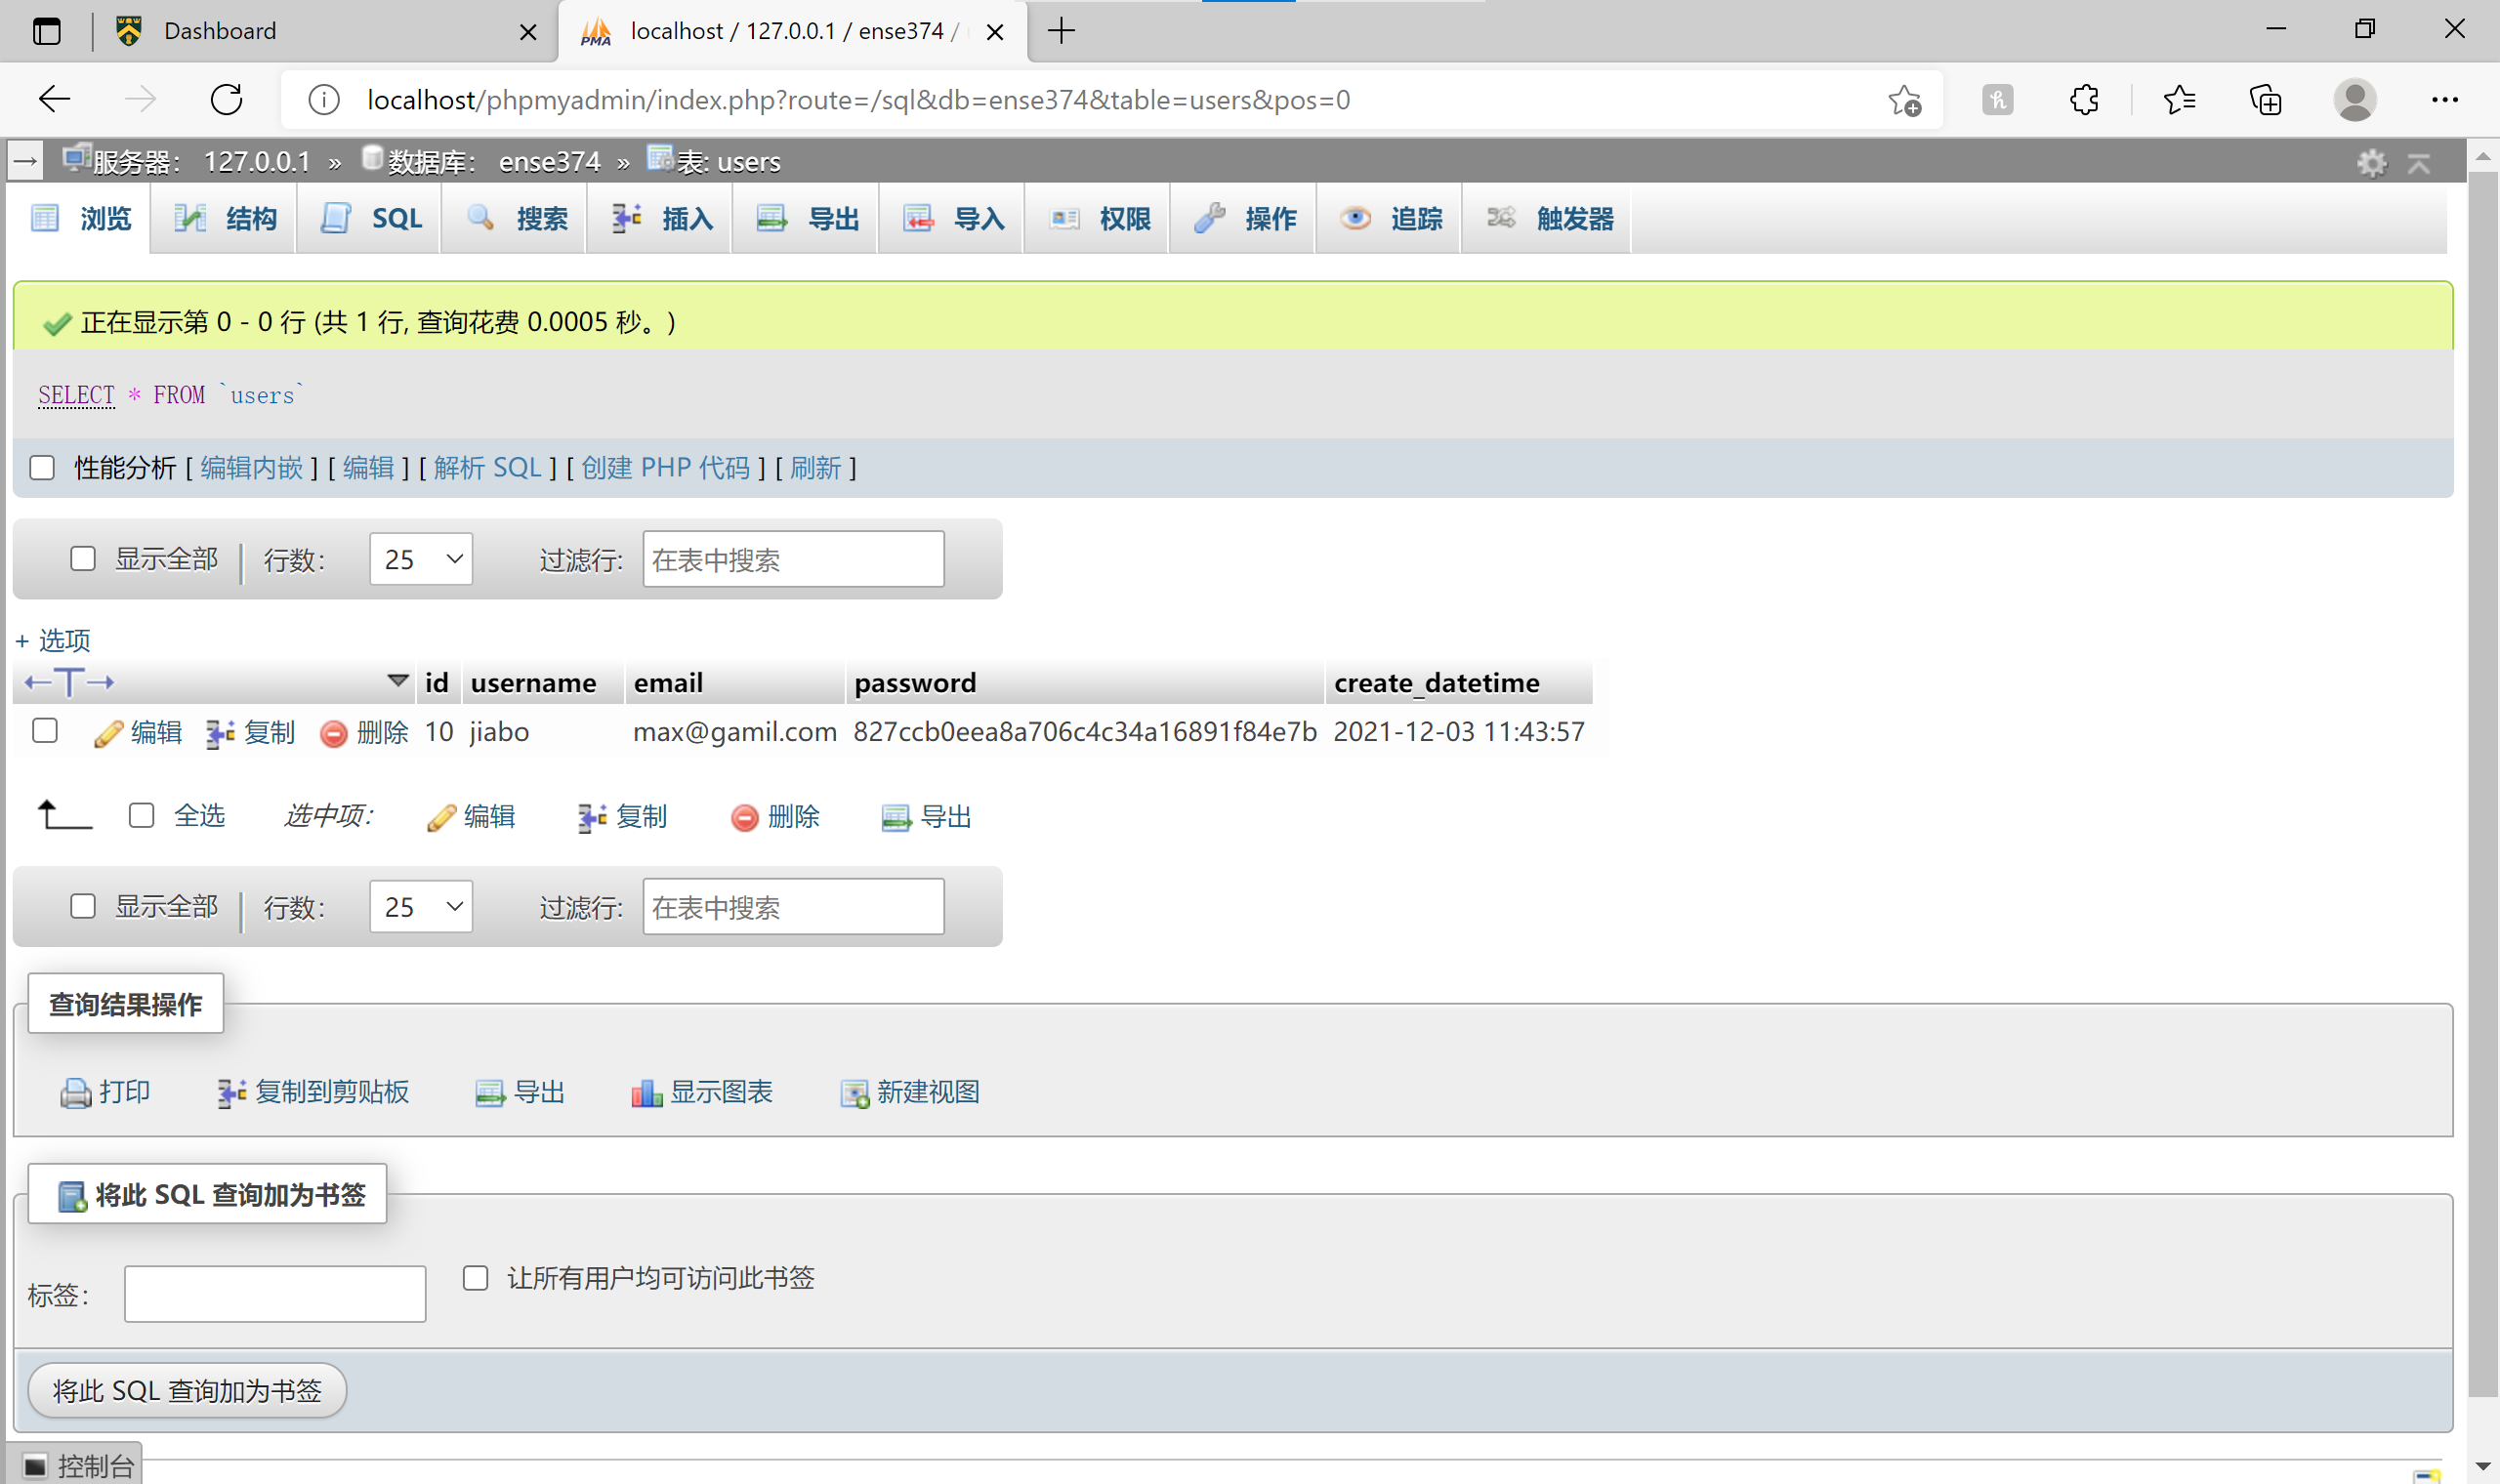 Dashboard
localhost / 127.0.0.1 / ense374 /
localhost/phpmyadmin/index.php?route=/sql&db=ense374&table=users&pos=0
服务器： 127.0.0.1 » 数据库： ense374 » 表: users
浏览 结构 SQL 搜索 插入 导出 导入 权限 操作 追踪 触发器
正在显示第 0 - 0 行 (共 1 行, 查询花费 0.0005 秒。)
SELECT * FROM `users`
性能分析 [ 编辑内嵌 ] [ 编辑 ] [ 解析 SQL ] [ 创建 PHP 代码 ] [ 刷新 ]
显示全部 | 行数： 25 过滤行: 在表中搜索
+ 选项
id username email password create_datetime
编辑 复制 删除 10 jiabo max@gamil.com 827ccb0eea8a706c4c34a16891f84e7b 2021-12-03 11:43:57
全选 选中项： 编辑 复制 删除 导出
显示全部 | 行数： 25 过滤行: 在表中搜索
查询结果操作
打印 复制到剪贴板 导出 显示图表 新建视图
将此 SQL 查询加为书签
标签： 让所有用户均可访问此书签
将此 SQL 查询加为书签
控制台